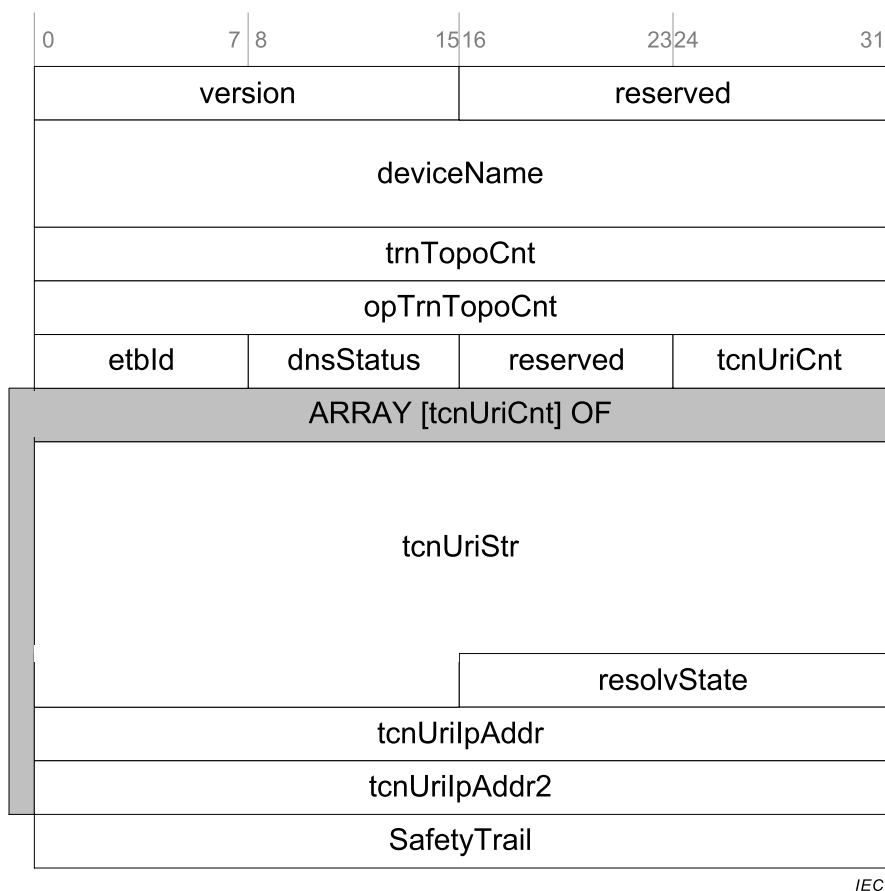 0 7 8 15 16 23 24 31
version reserved
deviceName
trnTopoCnt
opTrnTopoCnt
etbId dnsStatus reserved tcnUriCnt
ARRAY [tcnUriCnt] OF
tcnUriStr
resolvState
tcnUriIpAddr
tcnUriIpAddr2
SafetyTrail
IEC